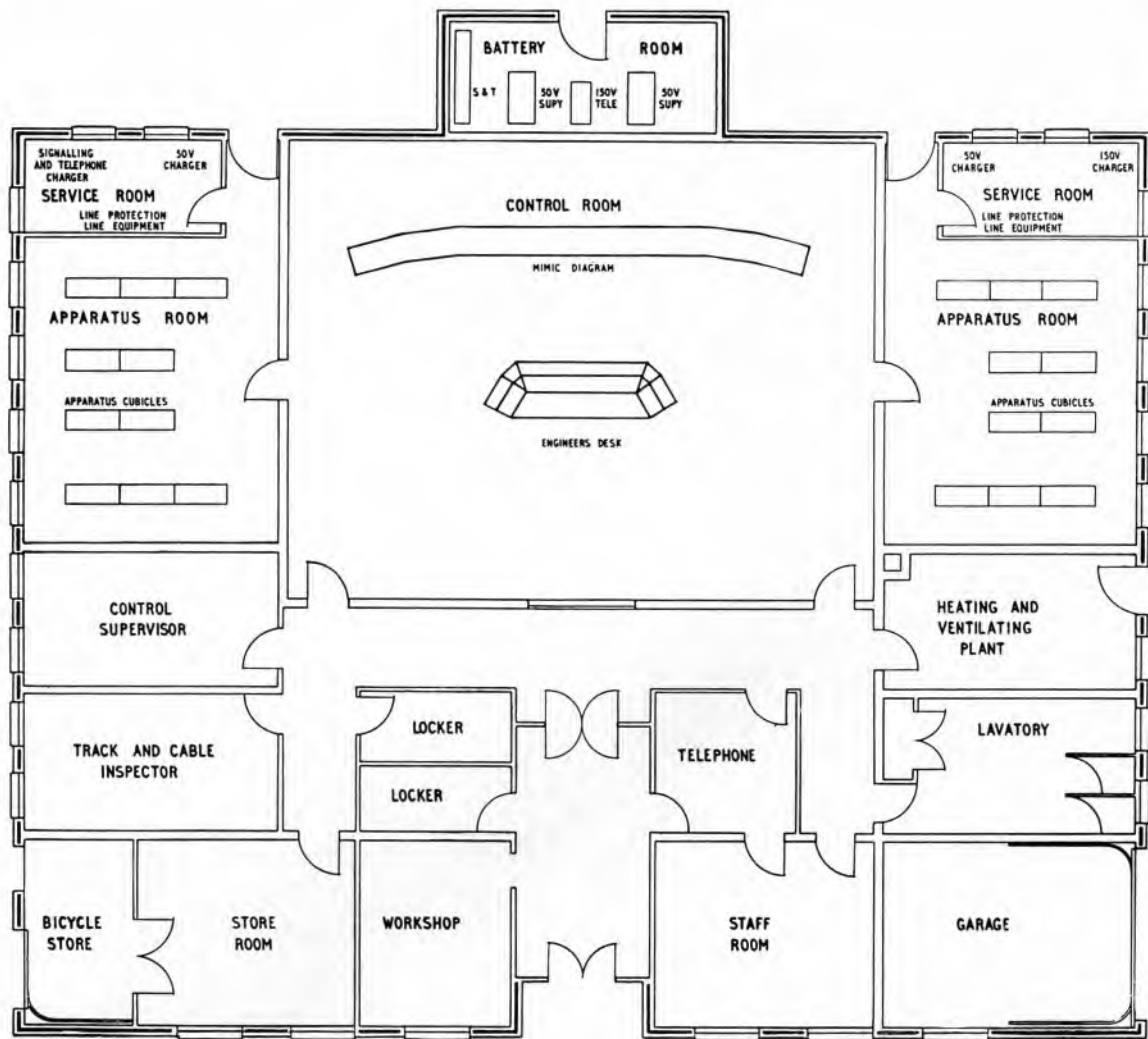 BATTERY ROOM
S & T
50V
SUPY
150V
TELE
50V
SUPY
SIGNALLING
AND TELEPHONE
CHARGER
50V
CHARGER
SERVICE ROOM
LINE PROTECTION
LINE EQUIPMENT
CONTROL ROOM
MIMIC DIAGRAM
50V
CHARGER
150V
CHARGER
SERVICE ROOM
LINE PROTECTION
LINE EQUIPMENT
APPARATUS ROOM
APPARATUS CUBICLES
ENGINEERS DESK
APPARATUS ROOM
APPARATUS CUBICLES
CONTROL
SUPERVISOR
HEATING AND
VENTILATING
PLANT
TRACK AND CABLE
INSPECTOR
LOCKER
LOCKER
TELEPHONE
LAVATORY
BICYCLE
STORE
STORE
ROOM
WORKSHOP
STAFF
ROOM
GARAGE